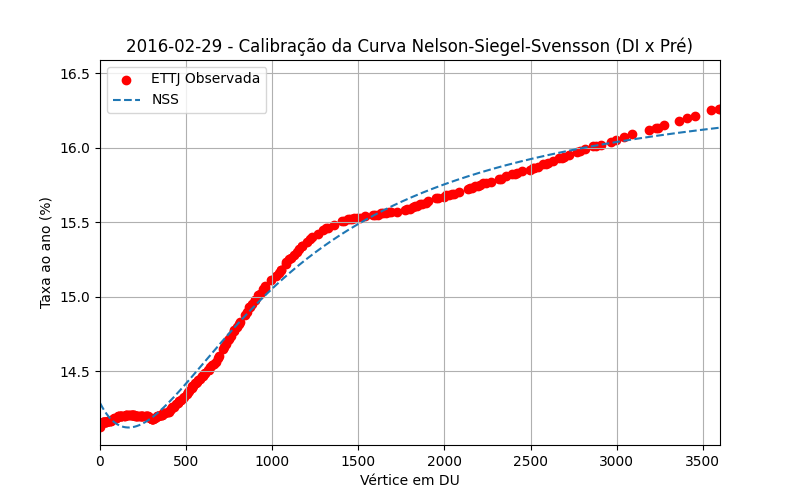 2016-02-29 - Calibração da Curva Nelson-Siegel-Svensson (DI x Pré)
ETTJ Observada
NSS
Taxa ao ano (%)
16.5
16.0
15.5
15.0
14.5
0 500 1000 1500 2000 2500 3000 3500
Vértice em DU